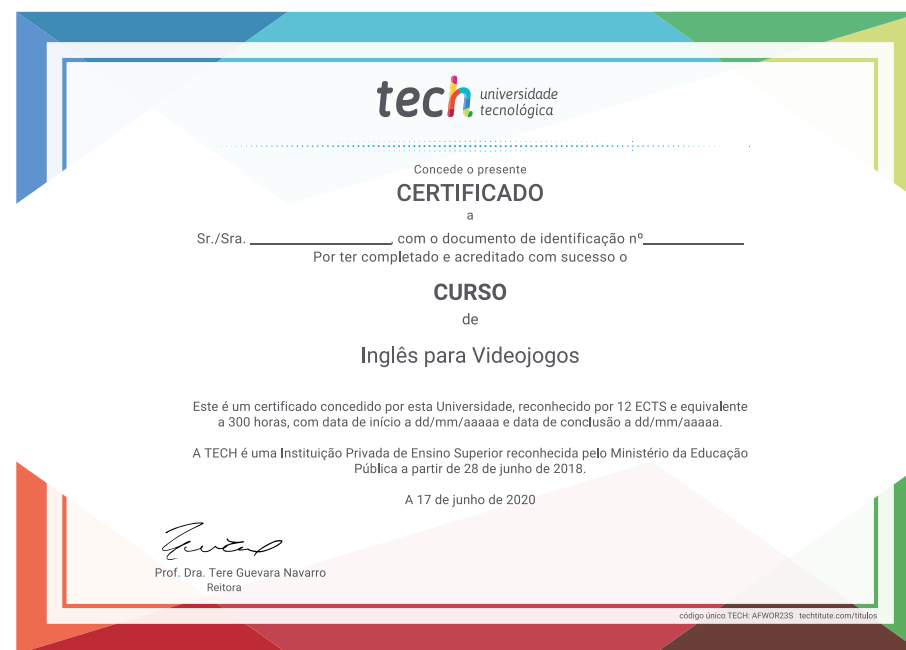 tech universidade
tecnológica
Concede o presente
CERTIFICADO
a
Sr./Sra. ___________________, com o documento de identificação nº_____________
Por ter completado e acreditado com sucesso o
CURSO
de
Inglês para Videojogos
Este é um certificado concedido por esta Universidade, reconhecido por 12 ECTS e equivalente
a 300 horas, com data de início a dd/mm/aaaaa e data de conclusão a dd/mm/aaaaa.
A TECH é uma Instituição Privada de Ensino Superior reconhecida pelo Ministério da Educação
Pública a partir de 28 de junho de 2018.
A 17 de junho de 2020
Prof. Dra. Tere Guevara Navarro
Reitora
código único TECH: AFWOR23S techtitute.com/titulos